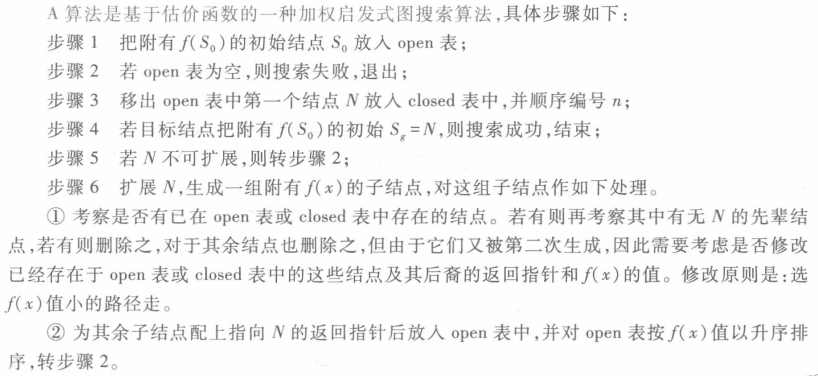 A 算法是基于估价函数的一种加权启发式图搜索算法,具体步骤如下:
步骤 1 把附有 f(S₀)的初始结点 S₀ 放入 open 表;
步骤 2 若 open 表为空,则搜索失败,退出;
步骤 3 移出 open 表中第一个结点 N 放入 closed 表中,并顺序编号 n;
步骤 4 若目标结点把附有 f(S₀)的初始 S_g=N,则搜索成功,结束;
步骤 5 若 N 不可扩展,则转步骤 2;
步骤 6 扩展 N,生成一组附有 f(x)的子结点,对这组子结点作如下处理。
① 考察是否有已在 open 表或 closed 表中存在的结点。若有则再考察其中有无 N 的先辈结
点,若有则删除之,对于其余结点也删除之,但由于它们又被第二次生成,因此需要考虑是否修改
已经存在于 open 表或 closed 表中的这些结点及其后裔的返回指针和 f(x)的值。修改原则是:选
f(x)值小的路径走。
② 为其余子结点配上指向 N 的返回指针后放入 open 表中,并对 open 表按 f(x)值以升序排
序,转步骤 2。